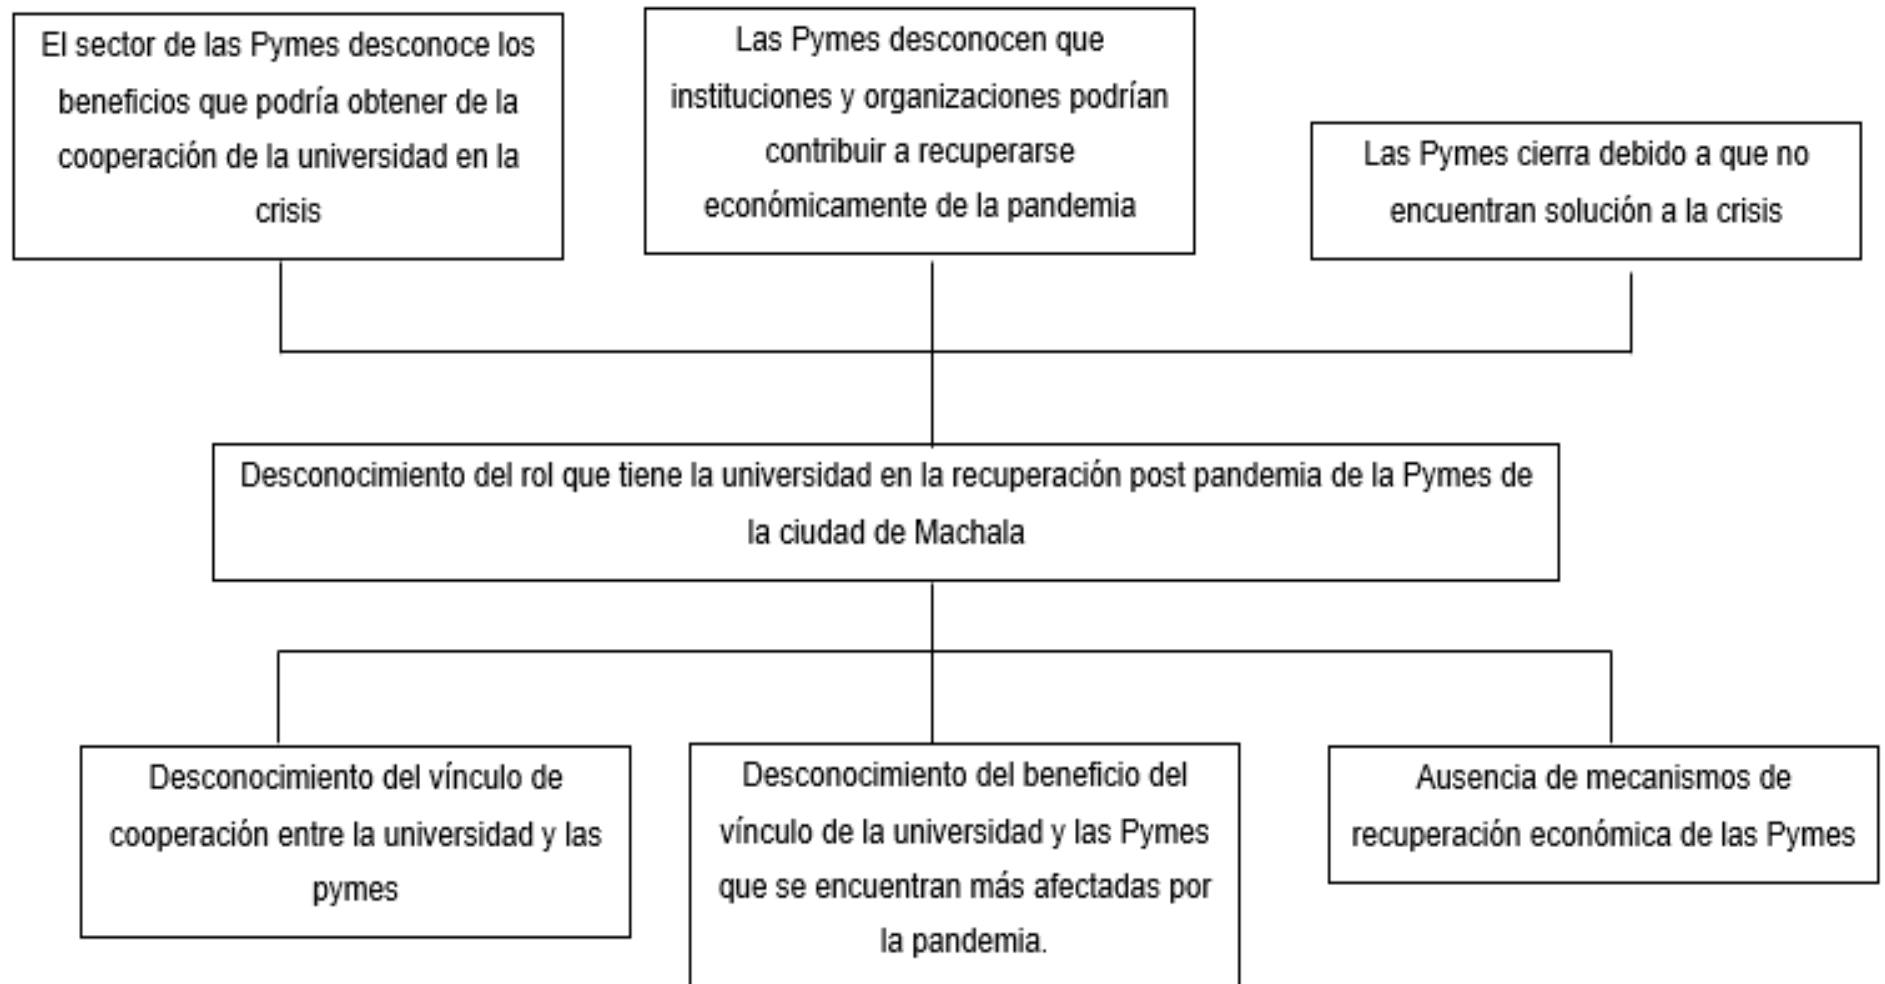 El sector de las Pymes desconoce los
beneficios que podría obtener de la
cooperación de la universidad en la
crisis
Las Pymes desconocen que
instituciones y organizaciones podrían
contribuir a recuperarse
económicamente de la pandemia
Las Pymes cierra debido a que no
encuentran solución a la crisis
Desconocimiento del rol que tiene la universidad en la recuperación post pandemia de la Pymes de
la ciudad de Machala
Desconocimiento del vínculo de
cooperación entre la universidad y las
pymes
Desconocimiento del beneficio del
vínculo de la universidad y las Pymes
que se encuentran más afectadas por
la pandemia.
Ausencia de mecanismos de
recuperación económica de las Pymes